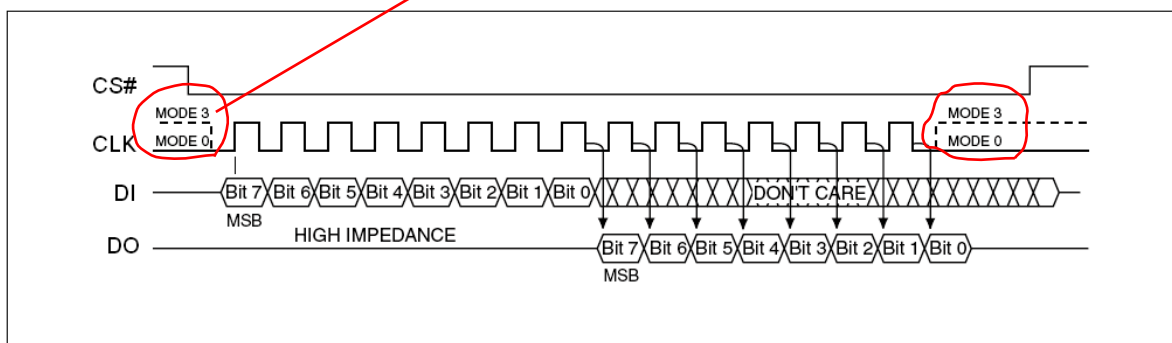 CS#
MODE 3 MODE 3
CLK MODE 0 MODE 0
DI Bit 7 Bit 6 Bit 5 Bit 4 Bit 3 Bit 2 Bit 1 Bit 0 DON'T CARE
MSB
HIGH IMPEDANCE
DO Bit 7 Bit 6 Bit 5 Bit 4 Bit 3 Bit 2 Bit 1 Bit 0
MSB